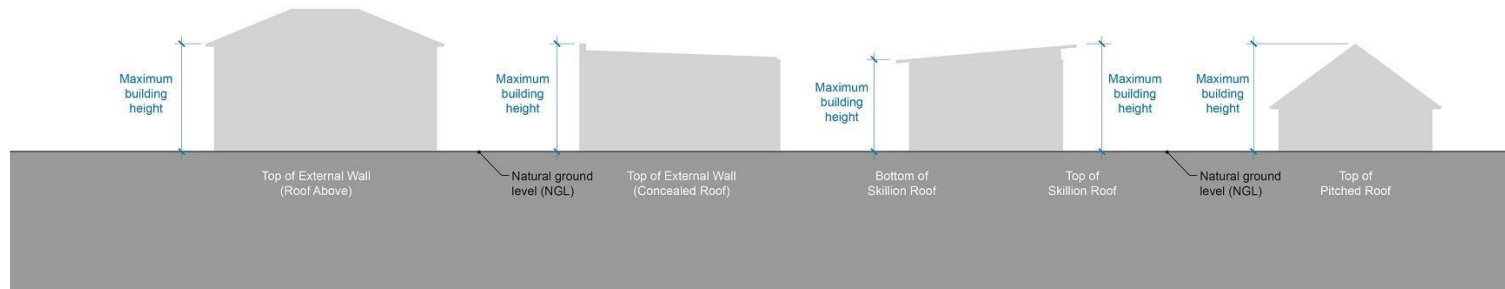 Maximum
building
height
Maximum
building
height
Maximum
building
height
Maximum
building
height
Maximum
building
height
Top of External Wall
(Roof Above)
Natural ground
level (NGL)
Top of External Wall
(Concealed Roof)
Bottom of
Skillion Roof
Top of
Skillion Roof
Natural ground
level (NGL)
Top of
Pitched Roof